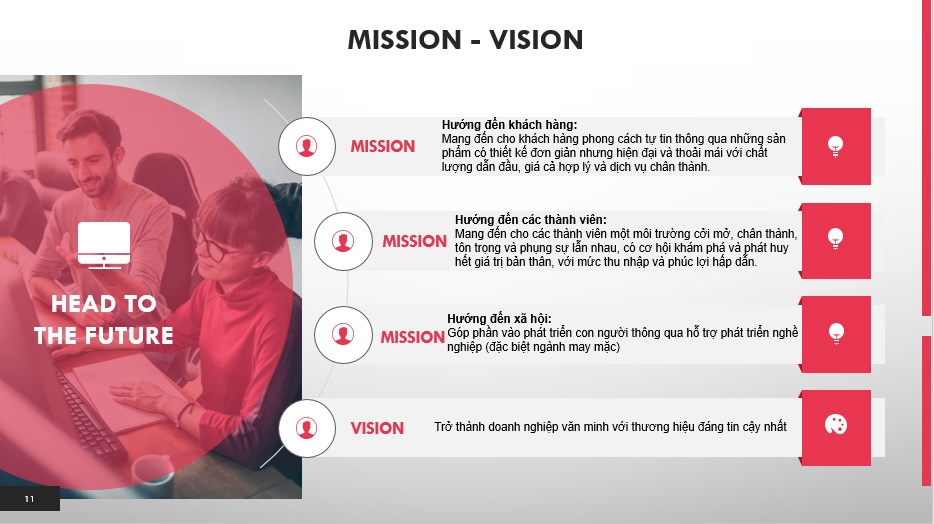 MISSION - VISION
HEAD TO
THE FUTURE
MISSION
Hướng đến khách hàng:
Mang đến cho khách hàng phong cách tự tin thông qua những sản
phẩm có thiết kế đơn giản nhưng hiện đại và thoải mái với chất
lượng dẫn đầu, giá cả hợp lý và dịch vụ chân thành.
MISSION
Hướng đến các thành viên:
Mang đến cho các thành viên một môi trường cởi mở, chân thành,
tôn trọng và phụng sự lẫn nhau, có cơ hội khám phá và phát huy
hết giá trị bản thân, với mức thu nhập và phúc lợi hấp dẫn.
MISSION
Hướng đến xã hội:
Góp phần vào phát triển con người thông qua hỗ trợ phát triển nghề
nghiệp (đặc biệt ngành may mặc)
VISION
Trở thành doanh nghiệp văn minh với thương hiệu đáng tin cậy nhất
11